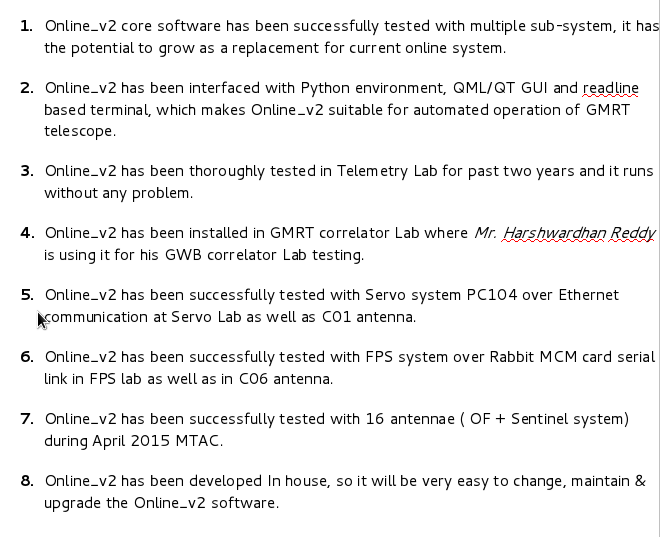 1. Online_v2 core software has been successfully tested with multiple sub-system, it has
the potential to grow as a replacement for current online system.
2. Online_v2 has been interfaced with Python environment, QML/QT GUI and readline
based terminal, which makes Online_v2 suitable for automated operation of GMRT
telescope.
3. Online_v2 has been thoroughly tested in Telemetry Lab for past two years and it runs
without any problem.
4. Online_v2 has been installed in GMRT correlator Lab where Mr. Harshwardhan Reddy
is using it for his GWB correlator Lab testing.
5. Online_v2 has been successfully tested with Servo system PC104 over Ethernet
communication at Servo Lab as well as C01 antenna.
6. Online_v2 has been successfully tested with FPS system over Rabbit MCM card serial
link in FPS lab as well as in C06 antenna.
7. Online_v2 has been successfully tested with 16 antennae ( OF + Sentinel system)
during April 2015 MTAC.
8. Online_v2 has been developed In house, so it will be very easy to change, maintain &
upgrade the Online_v2 software.